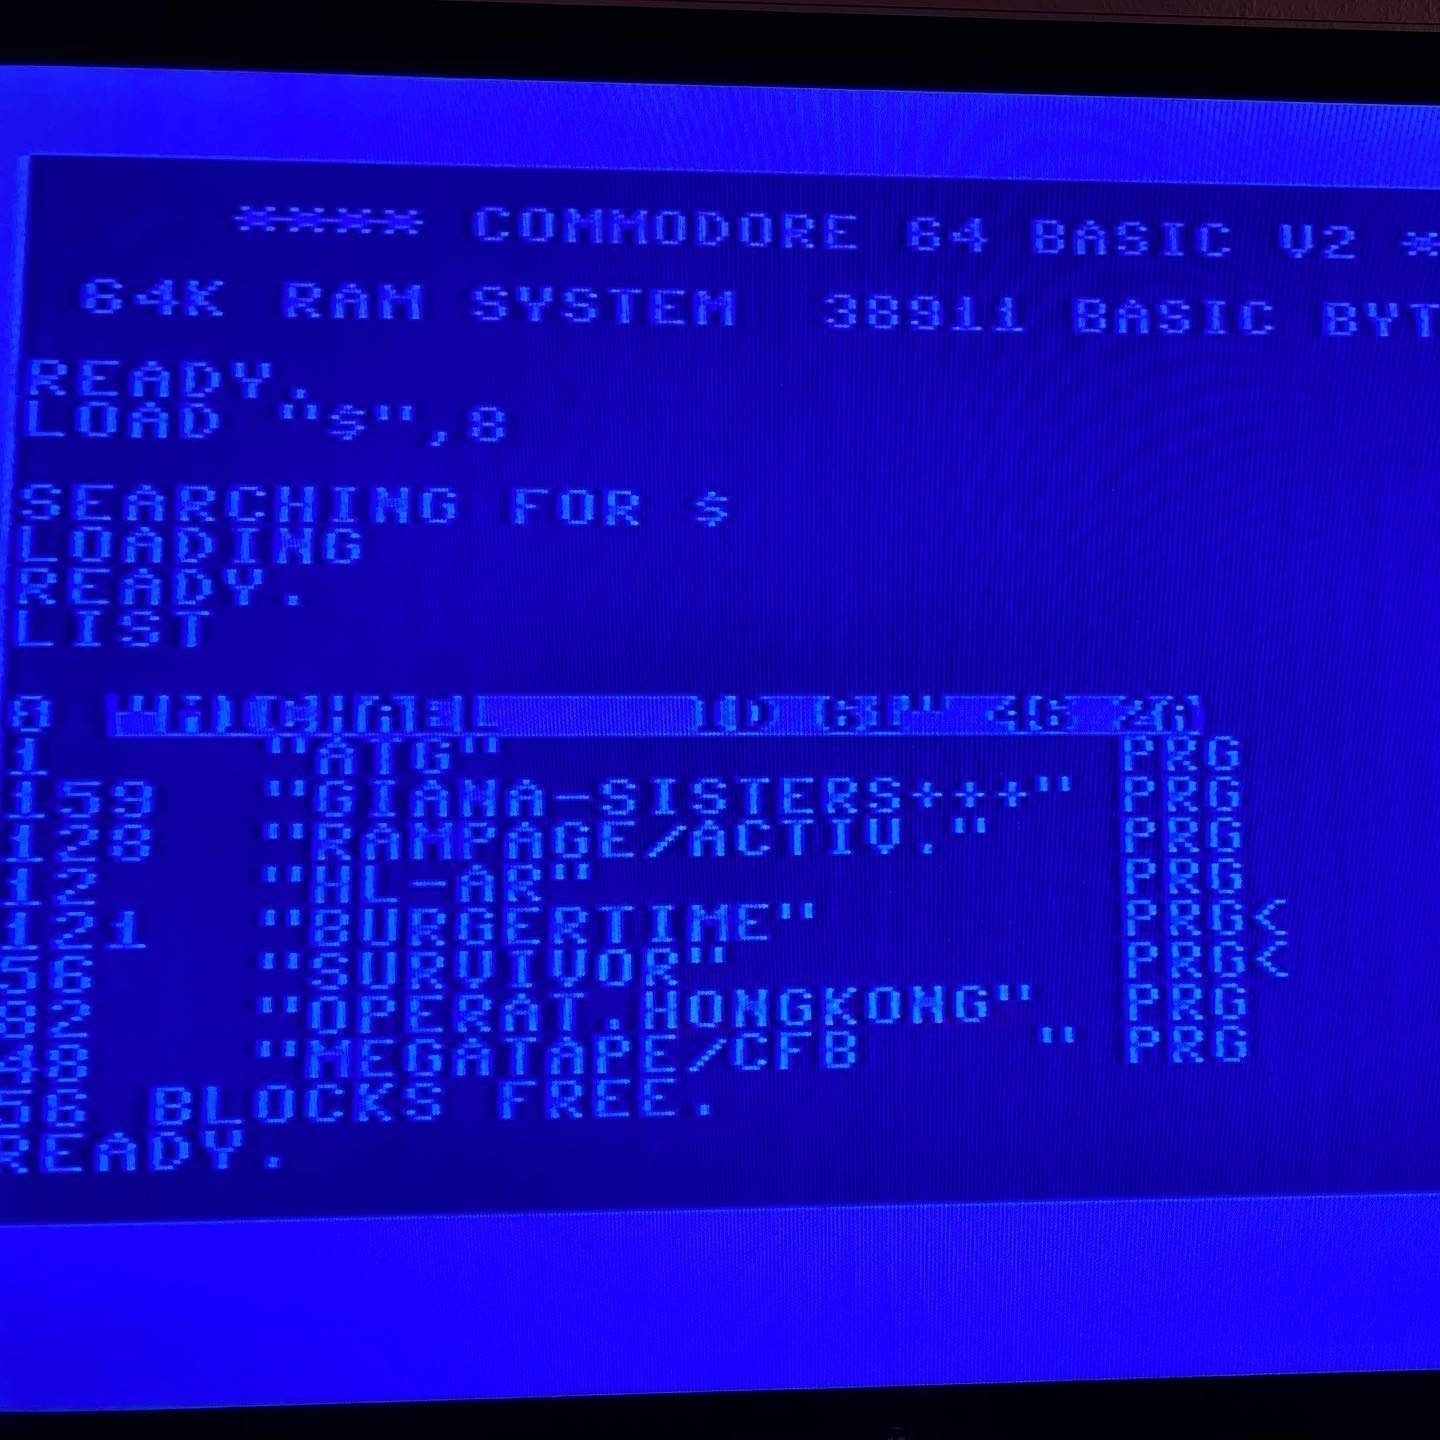 **** COMMODORE 64 BASIC V2 *
64K RAM SYSTEM 38911 BASIC BYT
READY.
LOAD "$",8
SEARCHING FOR $
LOADING
READY.
LIST
0 "MICHAEL
1 "AIG" PRG
159 "GIANA-SISTERS+++" PRG
128 "RAMPAGE/ACTIV." PRG
12 "HL-AR" PRG
121 "BURGERTIME" PRG<
56 "SURVIVOR" PRG<
82 "OPERAT.HONGKONG" PRG
48 "MEGATAPE/CFB " PRG
56 BLOCKS FREE.
READY.